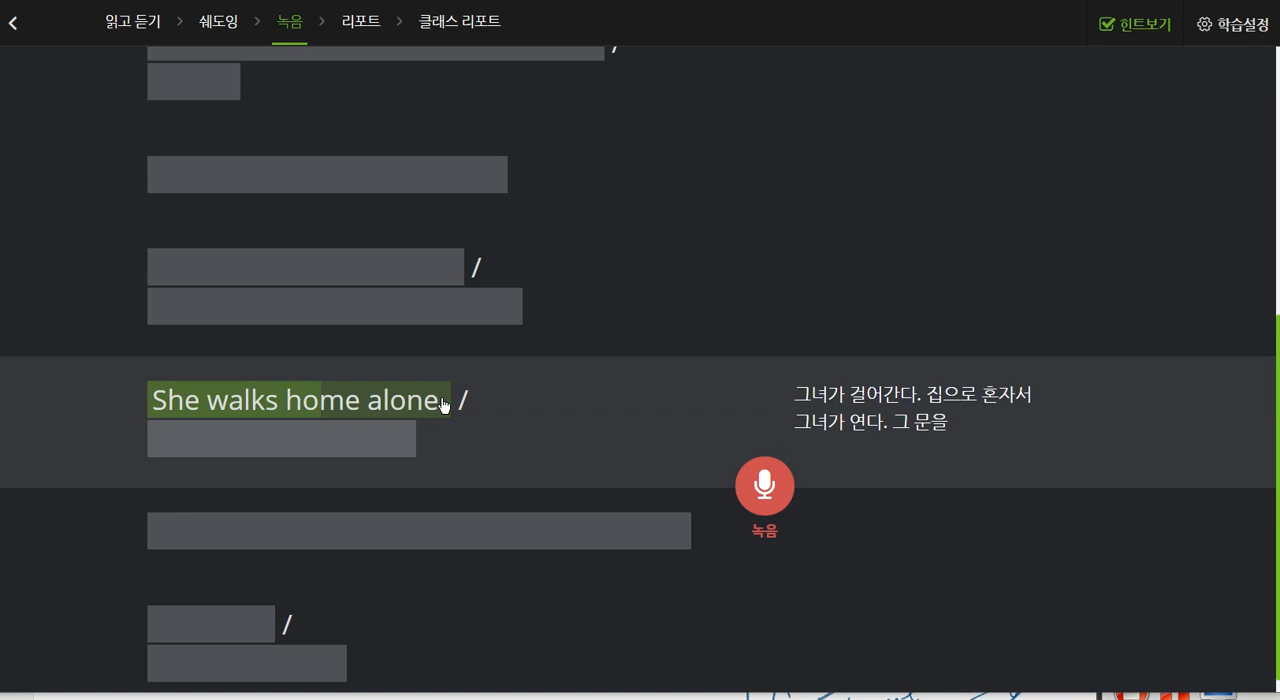 읽고 듣기 > 쉐도잉 > 녹음 > 리포트 > 클래스 리포트
힌트보기
학습설정
/
/
She walks home alone. /
그녀가 걸어간다. 집으로 혼자서
그녀가 연다. 그 문을
녹음
/